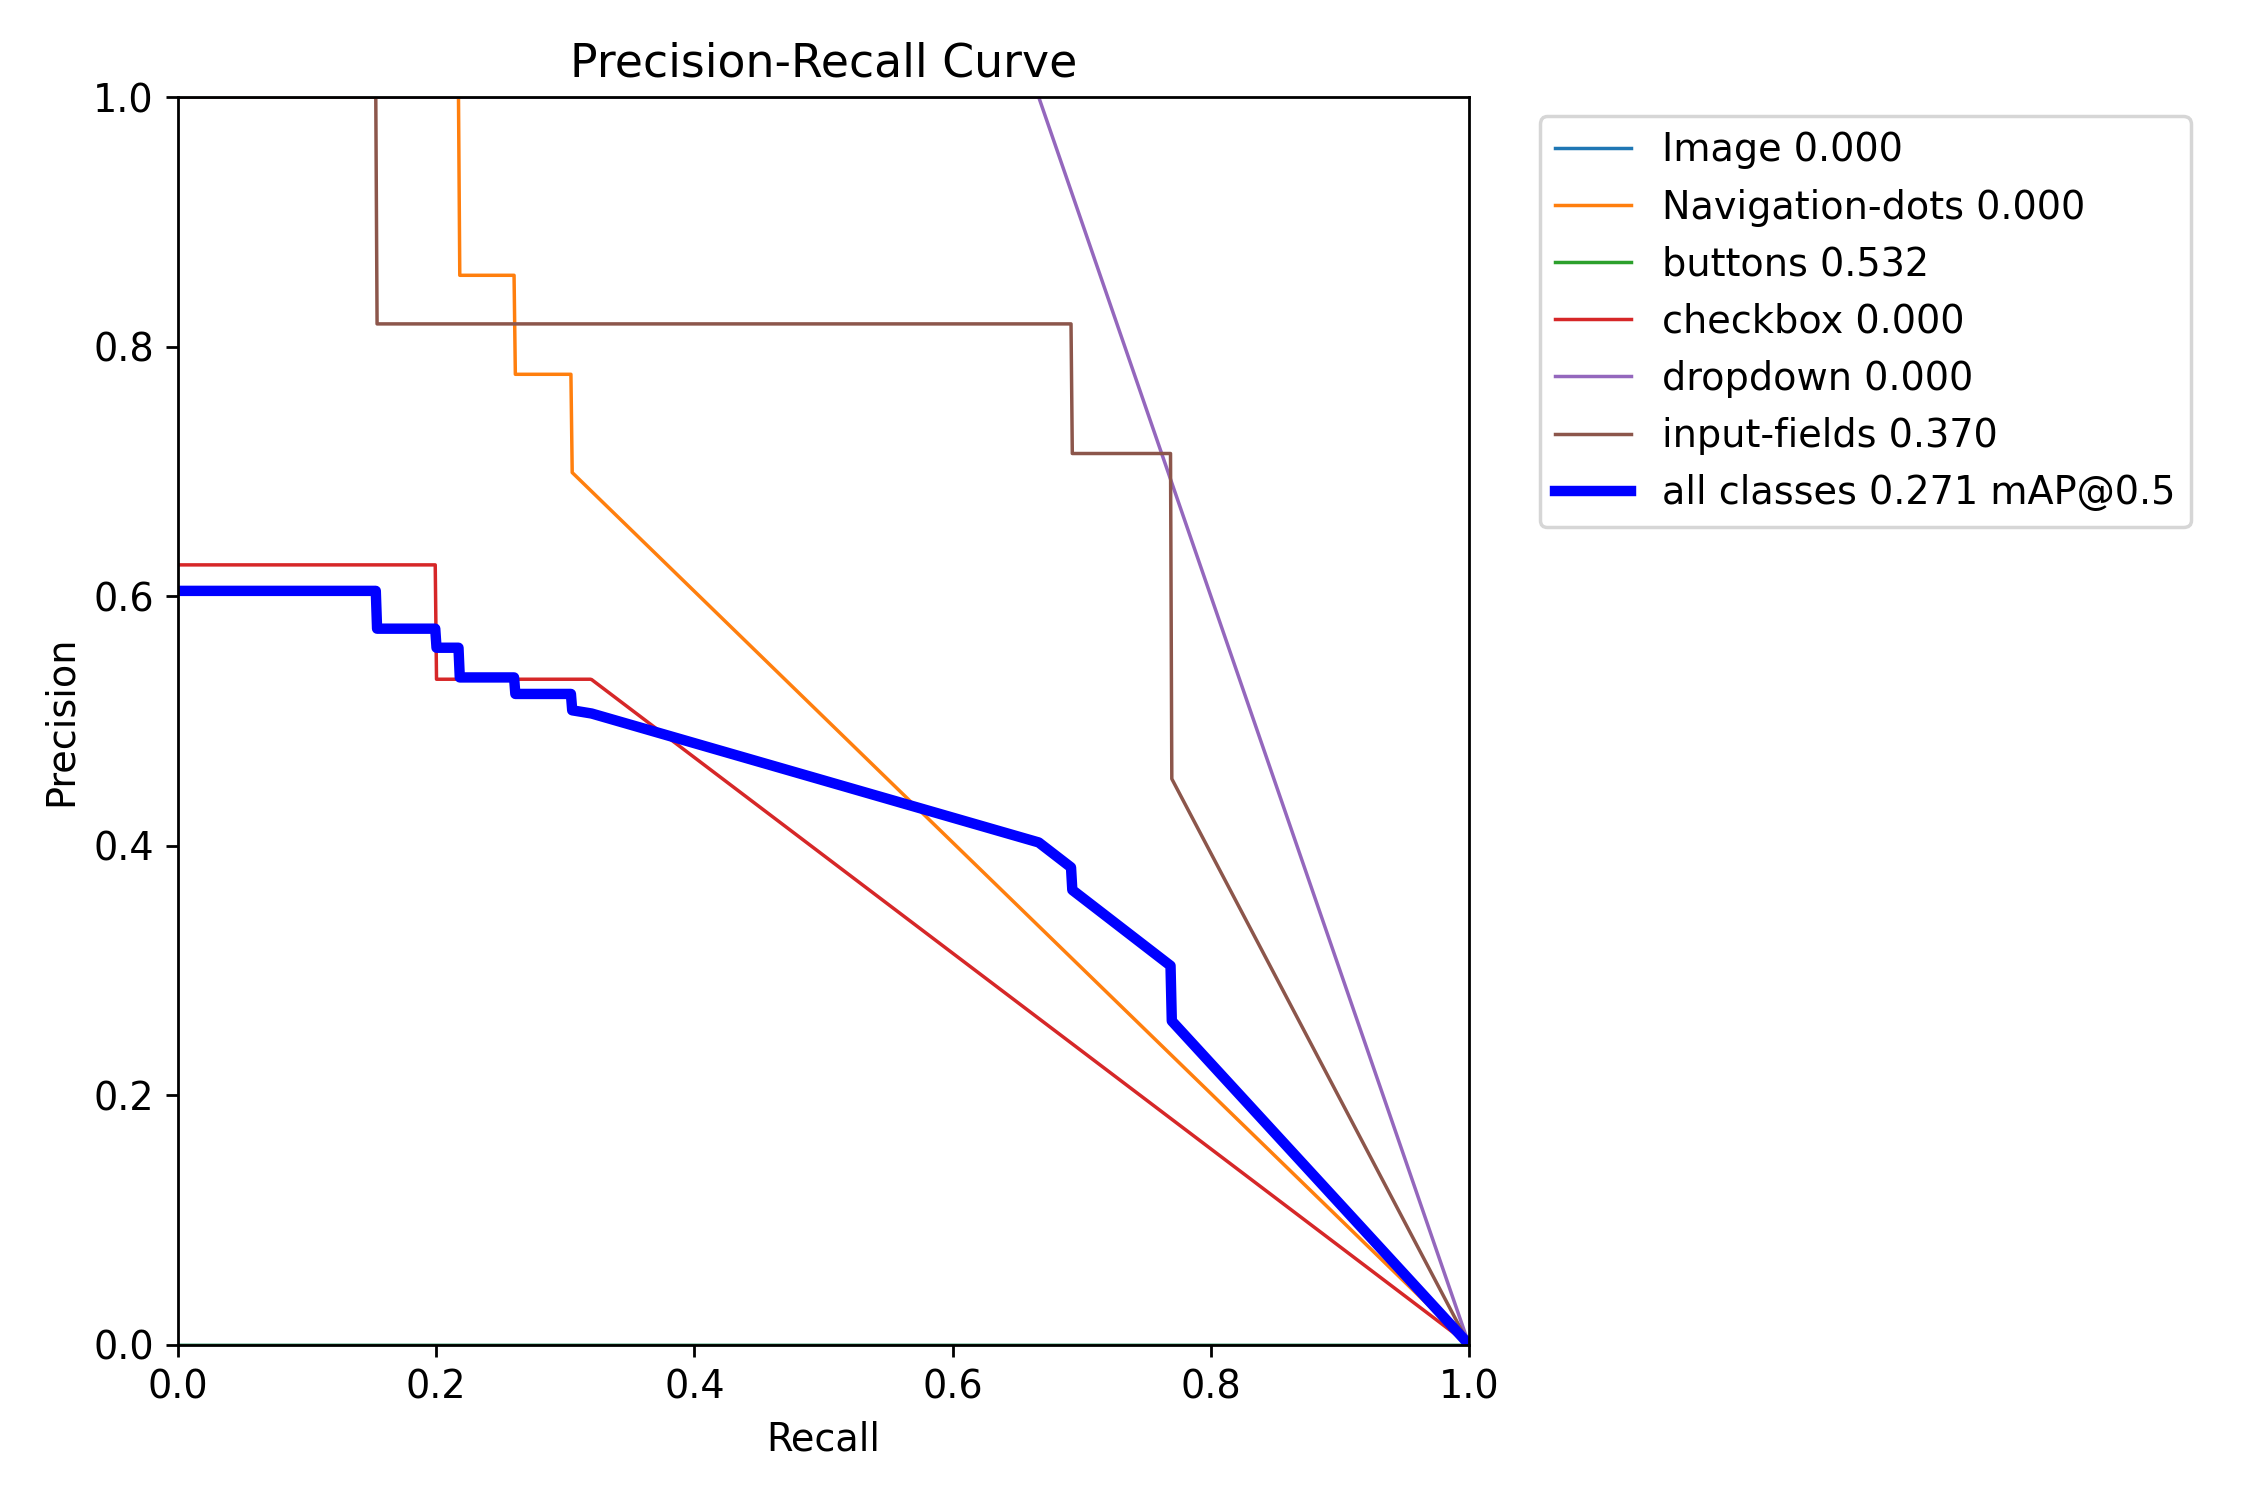 Precision-Recall Curve
1.0
0.8
0.6
0.4
0.2
0.0
Precision
0.0 0.2 0.4 0.6 0.8 1.0
Recall
Image 0.000
Navigation-dots 0.000
buttons 0.532
checkbox 0.000
dropdown 0.000
input-fields 0.370
all classes 0.271 mAP@0.5